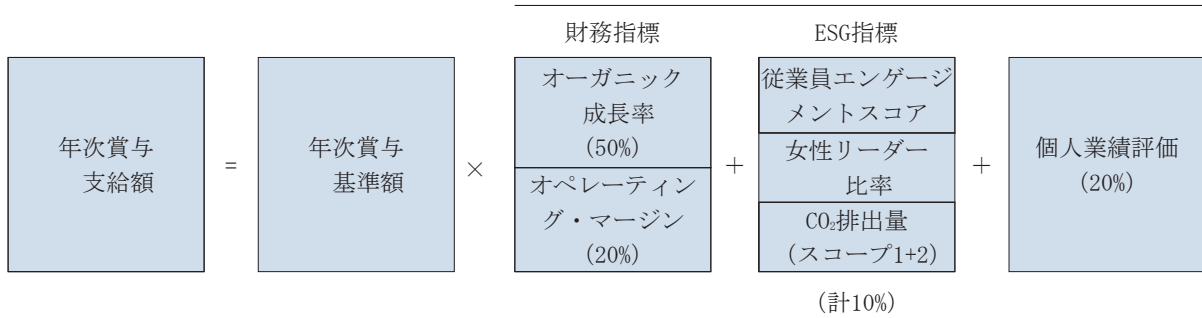 財務指標
ESG指標
年次賞与
支給額
=
年次賞与
基準額
×
オーガニック
成長率
(50%)
オペレーティン
グ・マージン
(20%)
+
従業員エンゲージ
メントスコア
女性リーダー
比率
CO₂排出量
(スコープ1+2)
+
個人業績評価
(20%)
(計10%)